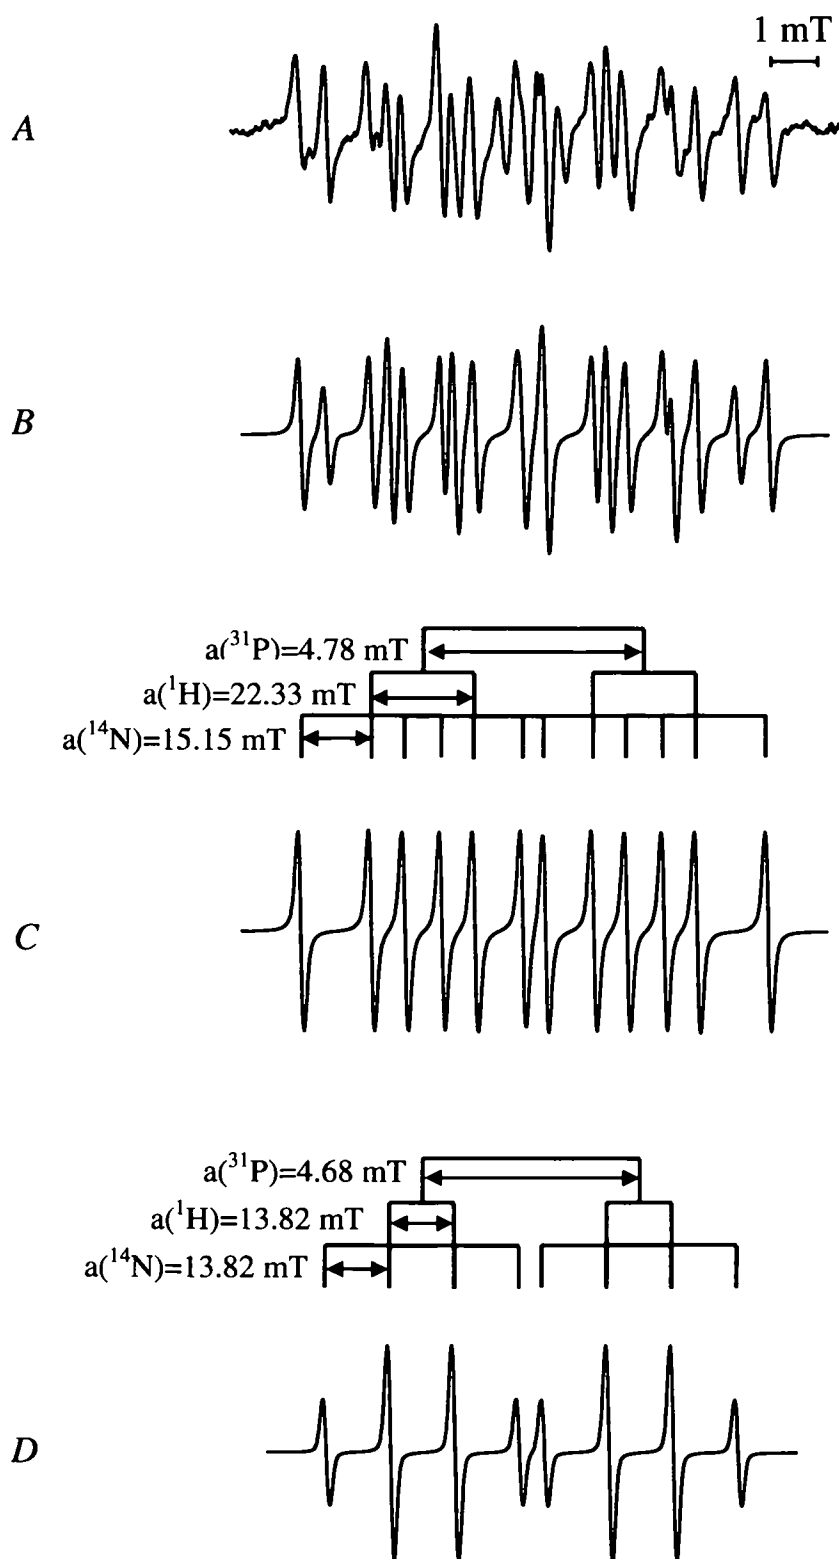 1 mT
A
B
a(³¹P)=4.78 mT
a(¹H)=22.33 mT
a(¹⁴N)=15.15 mT
C
a(³¹P)=4.68 mT
a(¹H)=13.82 mT
a(¹⁴N)=13.82 mT
D